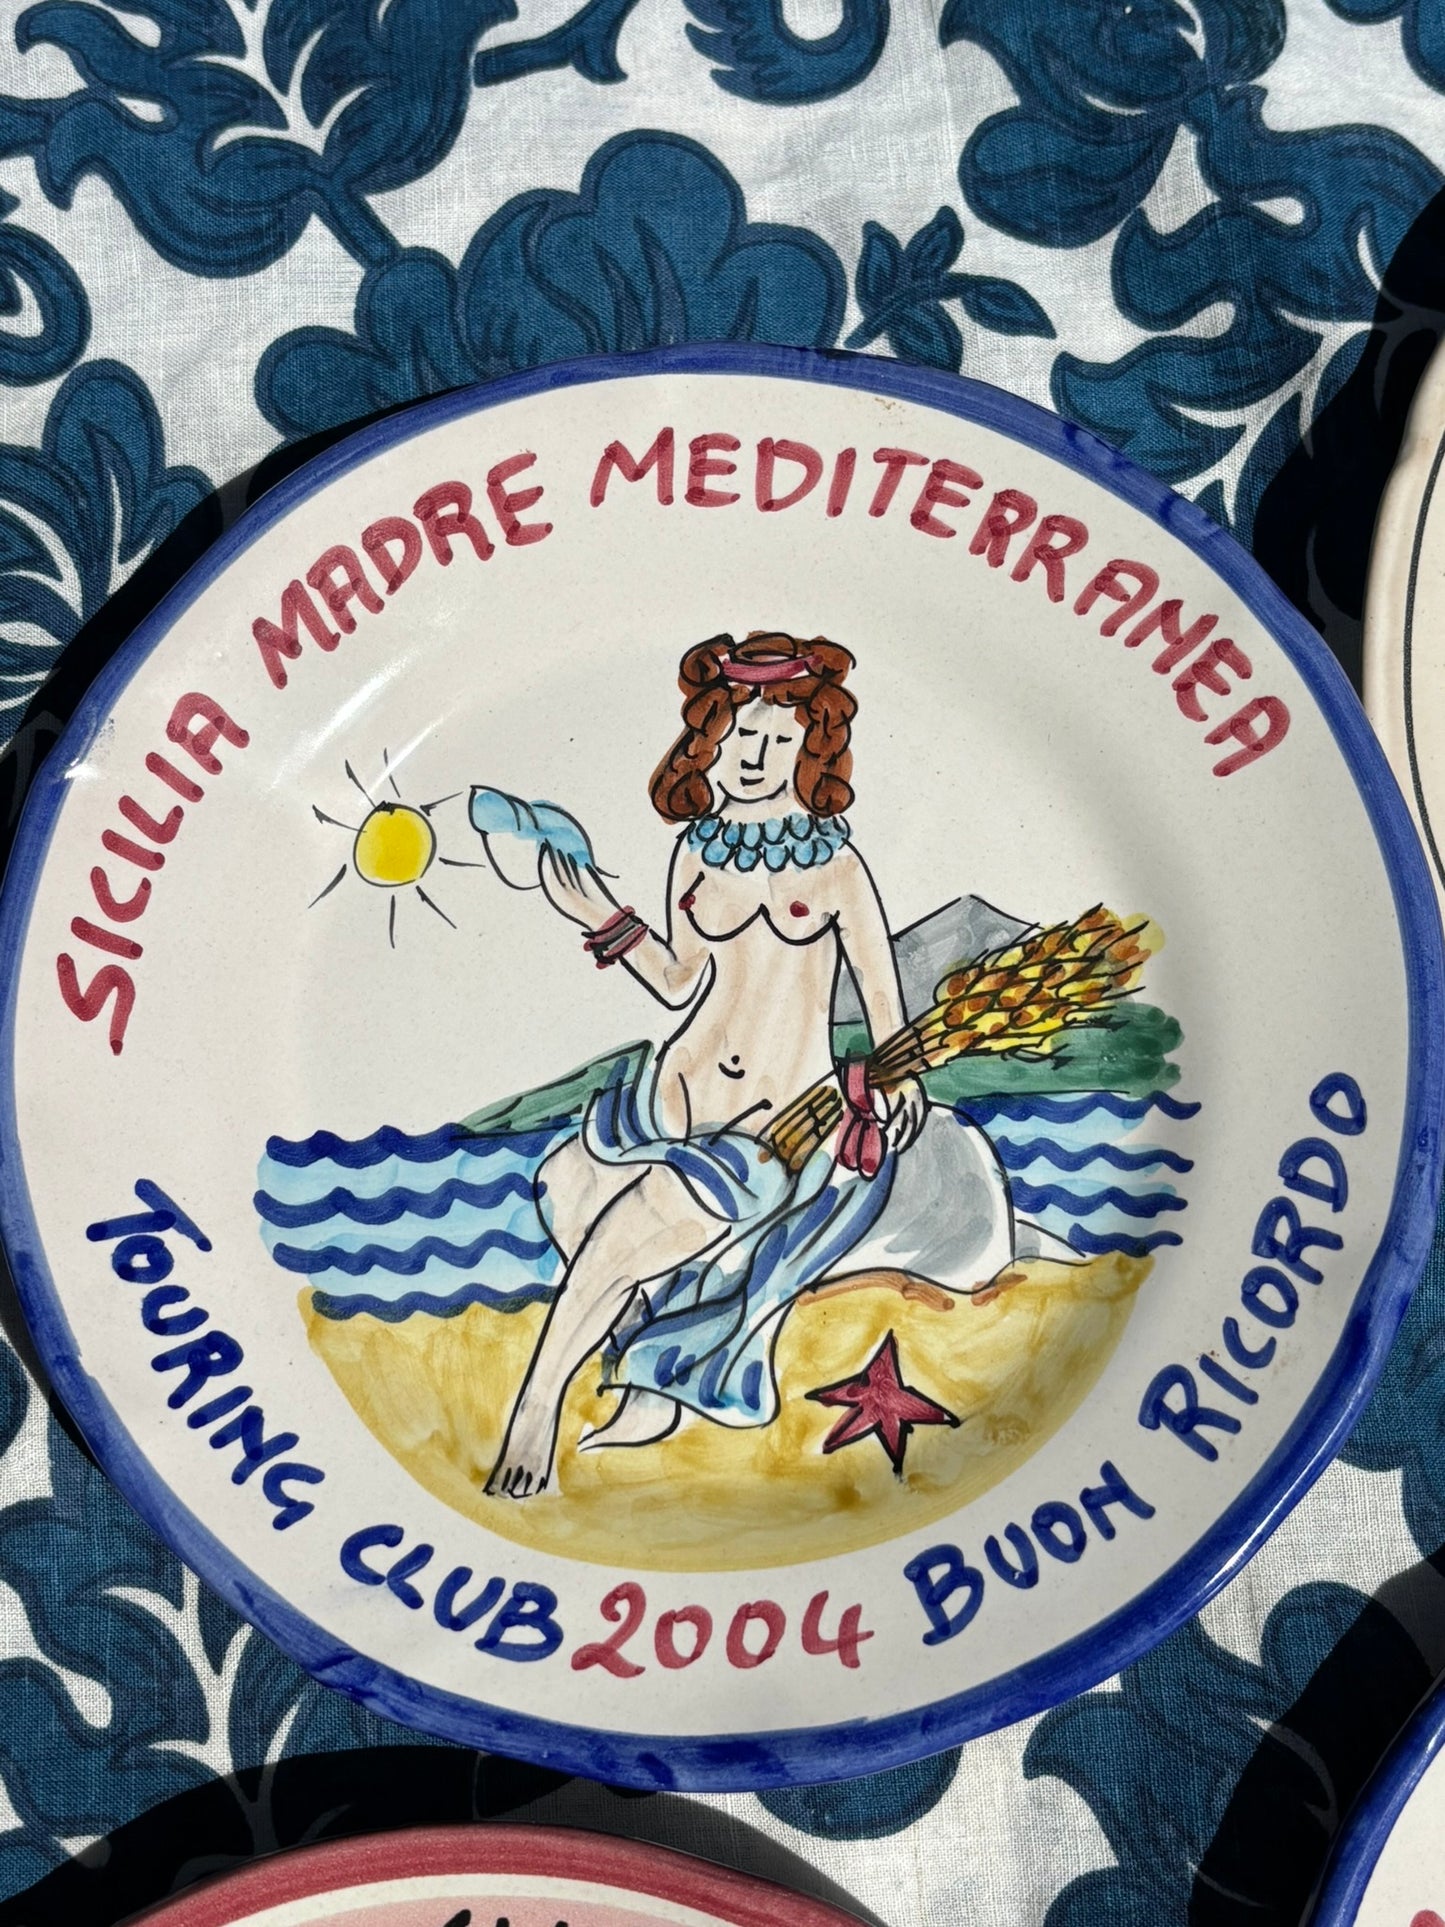 SICILIA MADRE MEDITERRANEA
TOURING CLUB 2004 BUON RICORDO